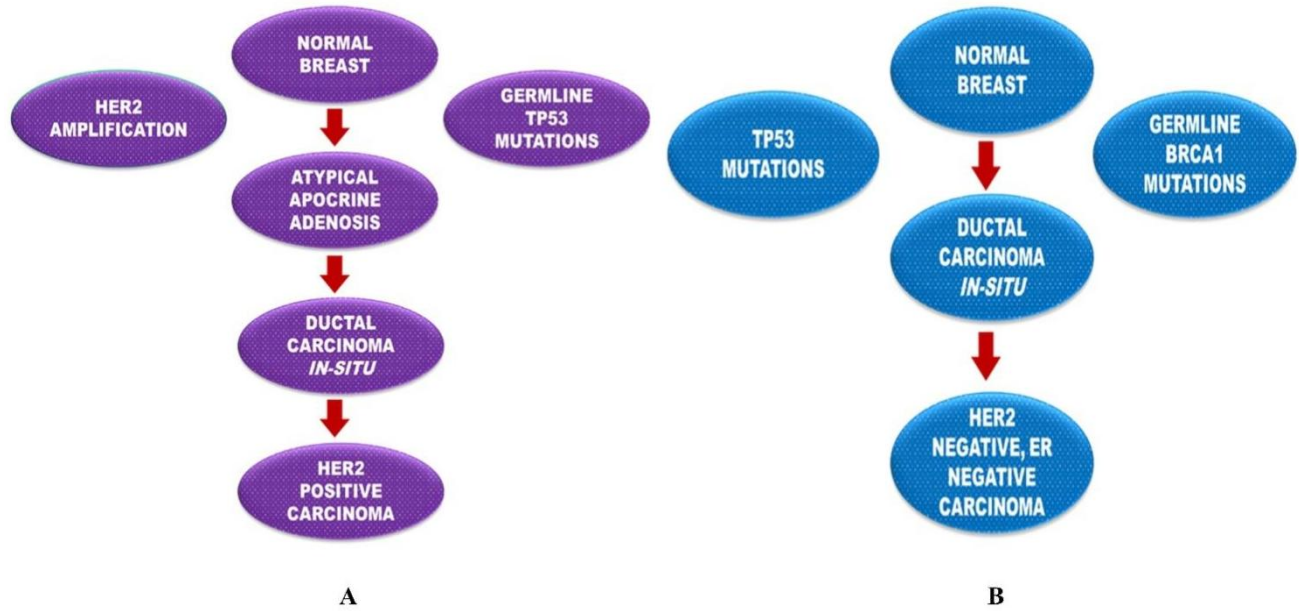 NORMAL
BREAST
HER2
AMPLIFICATION
GERMLINE
TP53
MUTATIONS
ATYPICAL
APOCRINE
ADENOSIS
DUCTAL
CARCINOMA
IN-SITU
HER2
POSITIVE
CARCINOMA
A
NORMAL
BREAST
TP53
MUTATIONS
GERMLINE
BRCA1
MUTATIONS
DUCTAL
CARCINOMA
IN-SITU
HER2
NEGATIVE, ER
NEGATIVE
CARCINOMA
B